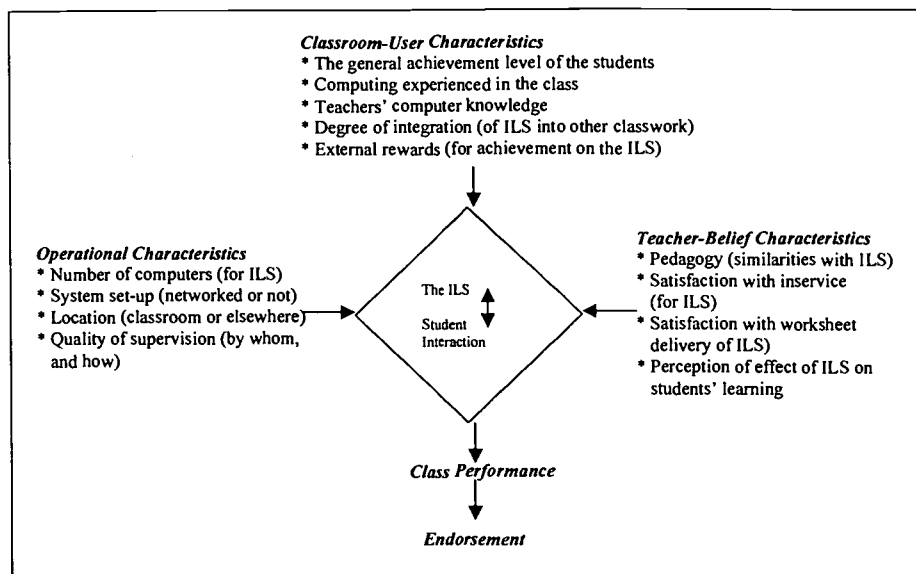 Classroom-User Characteristics
* The general achievement level of the students
* Computing experienced in the class
* Teachers' computer knowledge
* Degree of integration (of ILS into other classwork)
* External rewards (for achievement on the ILS)
Operational Characteristics
* Number of computers (for ILS)
* System set-up (networked or not)
* Location (classroom or elsewhere)
* Quality of supervision (by whom,
and how)
The ILS
Student
Interaction
Teacher-Belief Characteristics
* Pedagogy (similarities with ILS)
* Satisfaction with inservice
(for ILS)
* Satisfaction with worksheet
delivery of ILS)
* Perception of effect of ILS on
students' learning
Class Performance
Endorsement